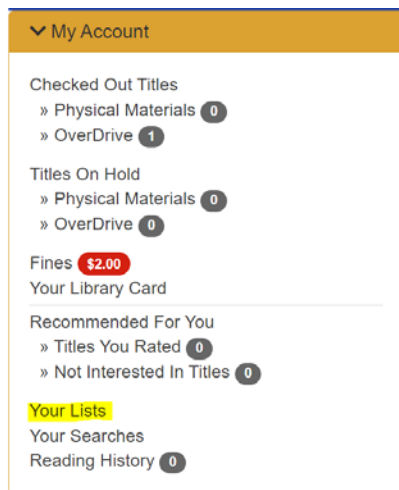 My Account
Checked Out Titles
» Physical Materials 0
» OverDrive 1
Titles On Hold
» Physical Materials 0
» OverDrive 0
Fines $2.00
Your Library Card
Recommended For You
» Titles You Rated 0
» Not Interested In Titles 0
Your Lists
Your Searches
Reading History 0